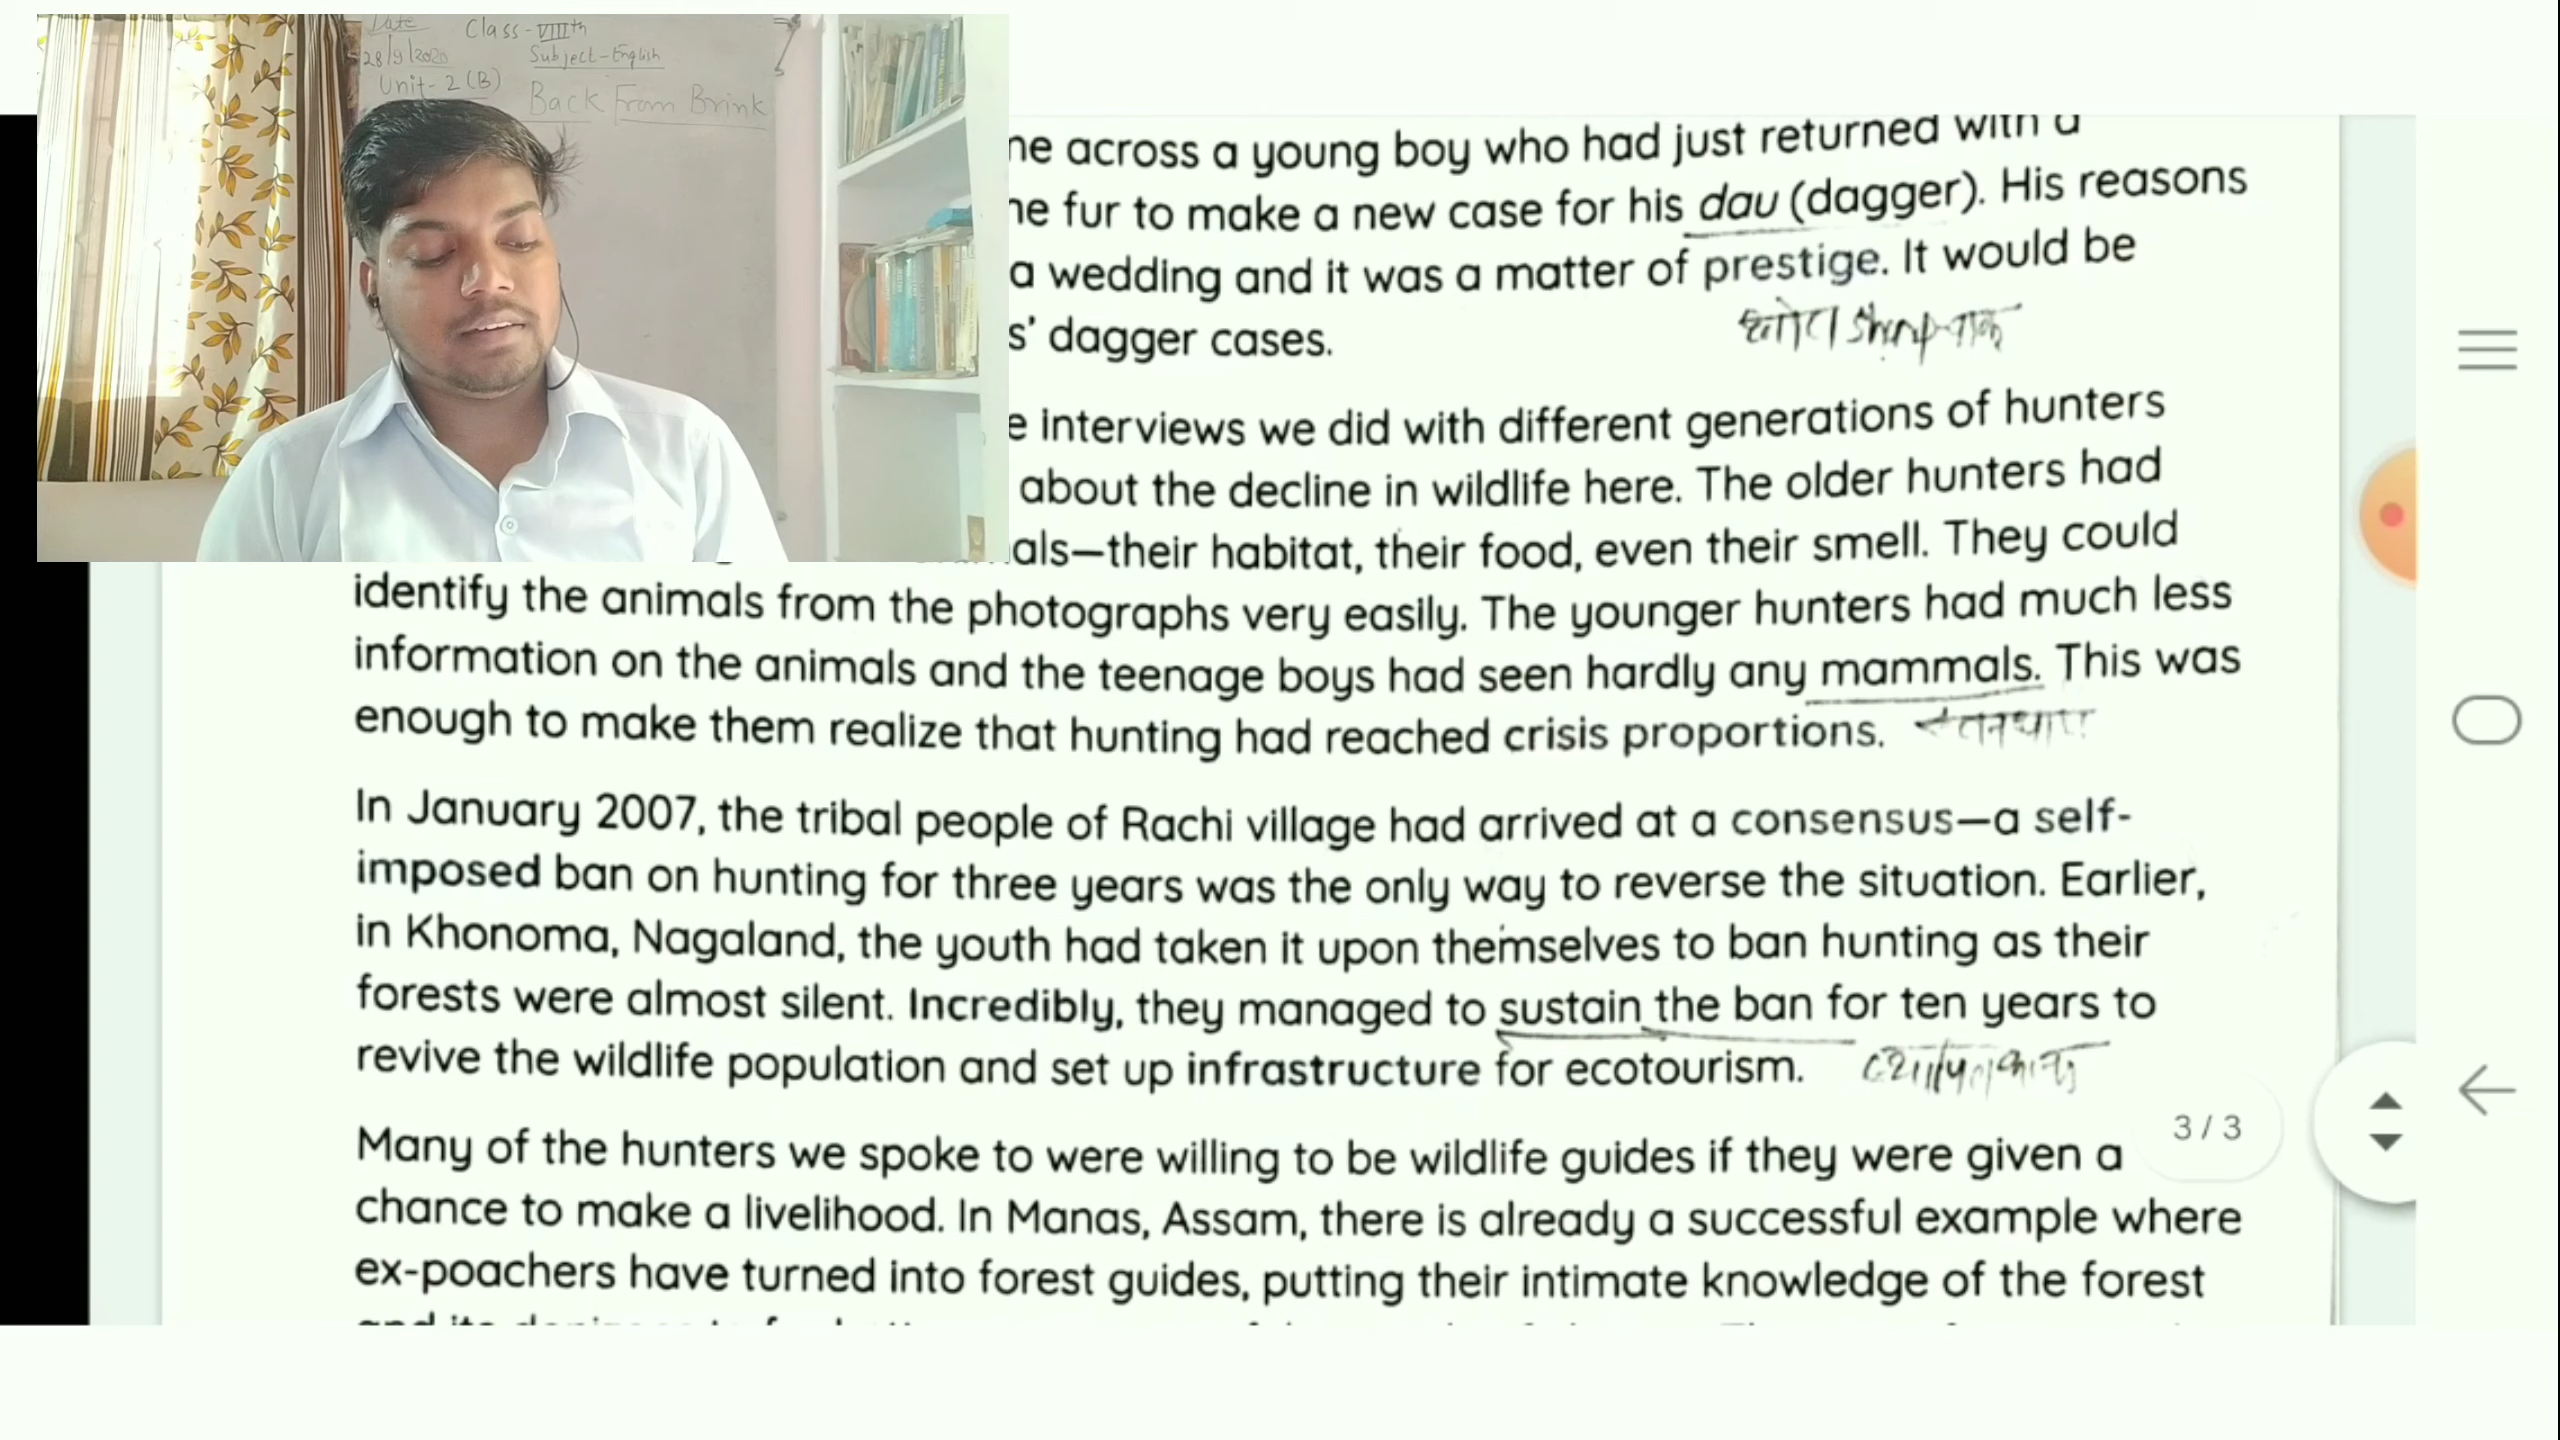 Date
Class-VIIIth
28/9/2020
Subject-English
Unit-2 (B)
Back From Brink
me across a young boy who had just returned with a
fur to make a new case for his dau (dagger). His reasons
a wedding and it was a matter of prestige. It would be
dagger cases.
interviews we did with different generations of hunters
about the decline in wildlife here. The older hunters had
their habitat, their food, even their smell. They could
identify the animals from the photographs very easily. The younger hunters had much less
information on the animals and the teenage boys had seen hardly any mammals. This was
enough to make them realize that hunting had reached crisis proportions.
In January 2007, the tribal people of Rachi village had arrived at a consensus—a self-
imposed ban on hunting for three years was the only way to reverse the situation. Earlier,
in Khonoma, Nagaland, the youth had taken it upon themselves to ban hunting as their
forests were almost silent. Incredibly, they managed to sustain the ban for ten years to
revive the wildlife population and set up infrastructure for ecotourism.
3 / 3
Many of the hunters we spoke to were willing to be wildlife guides if they were given a
chance to make a livelihood. In Manas, Assam, there is already a successful example where
ex-poachers have turned into forest guides, putting their intimate knowledge of the forest